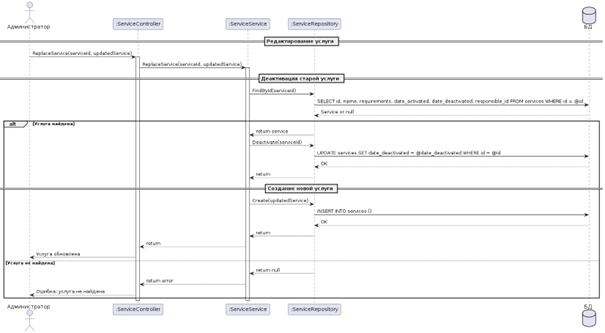 Администратор
:ServiceController
:ServiceService
:ServiceRepository
БД
Редактирование услуги
ReplaceService(serviceId, updatedService)
ReplaceService(serviceId, updatedService)
Деактивация старой услуги
FindById(serviceId)
SELECT id, name, requirements, date_activated, date_deactivated, responsible_id FROM services WHERE id = @id
Service or null
alt [Услуга найдена]
return service
Deactivate(serviceId)
UPDATE services SET date_deactivated = @date_deactivated WHERE id = @id
OK
return
Создание новой услуги
Create(updatedService)
INSERT INTO services ()
OK
return
return
Услуга обновлена
[Услуга не найдена]
return null
return error
Ошибка: услуга не найдена
Администратор
:ServiceController
:ServiceService
:ServiceRepository
БД